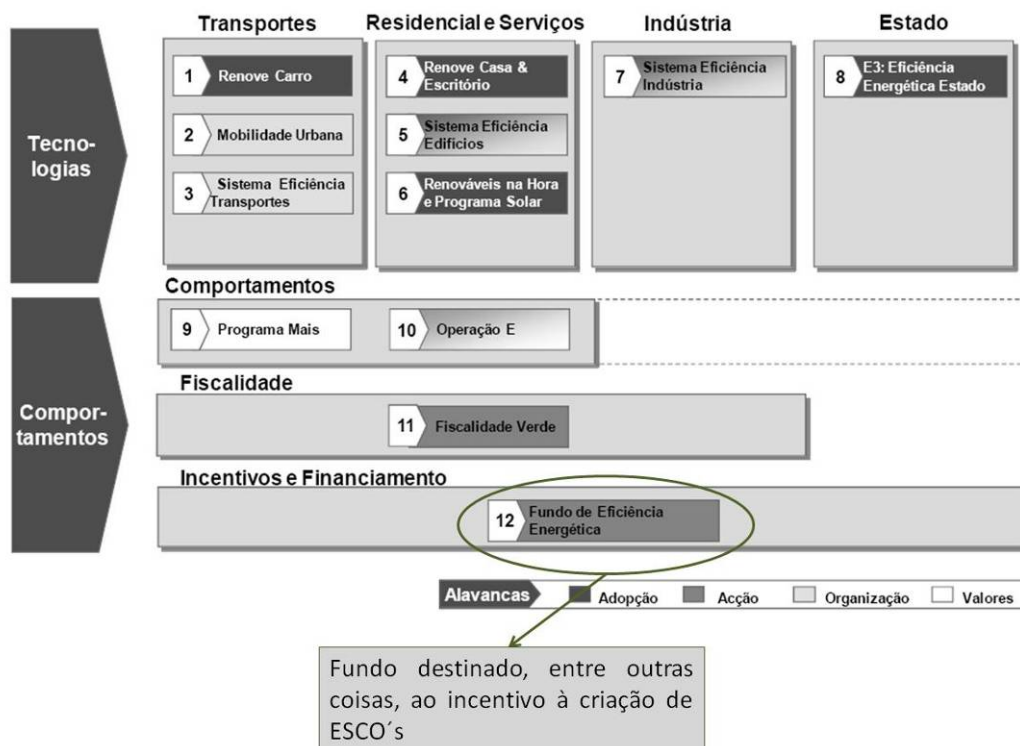 Transportes
Residencial e Serviços
Indústria
Estado
Tecno-
logias
1
Renove Carro
4
Renove Casa &
Escritório
7
Sistema Eficiência
Indústria
8
E3: Eficiência
Energética Estado
2
Mobilidade Urbana
5
Sistema Eficiência
Edifícios
3
Sistema Eficiência
Transportes
6
Renováveis na Hora
e Programa Solar
Compor-
tamentos
Comportamentos
9
Programa Mais
10
Operação E
Fiscalidade
11
Fiscalidade Verde
Incentivos e Financiamento
12
Fundo de Eficiência
Energética
Alavancas
Adopção
Acção
Organização
Valores
Fundo destinado, entre outras
coisas, ao incentivo à criação de
ESCO´s